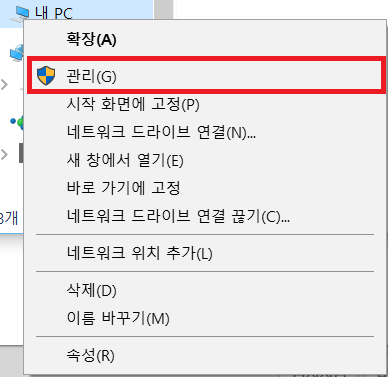 내 PC
확장(A)
관리(G)
시작 화면에 고정(P)
네트워크 드라이브 연결(N)...
새 창에서 열기(E)
바로 가기에 고정
네트워크 드라이브 연결 끊기(C)...
네트워크 위치 추가(L)
삭제(D)
이름 바꾸기(M)
속성(R)